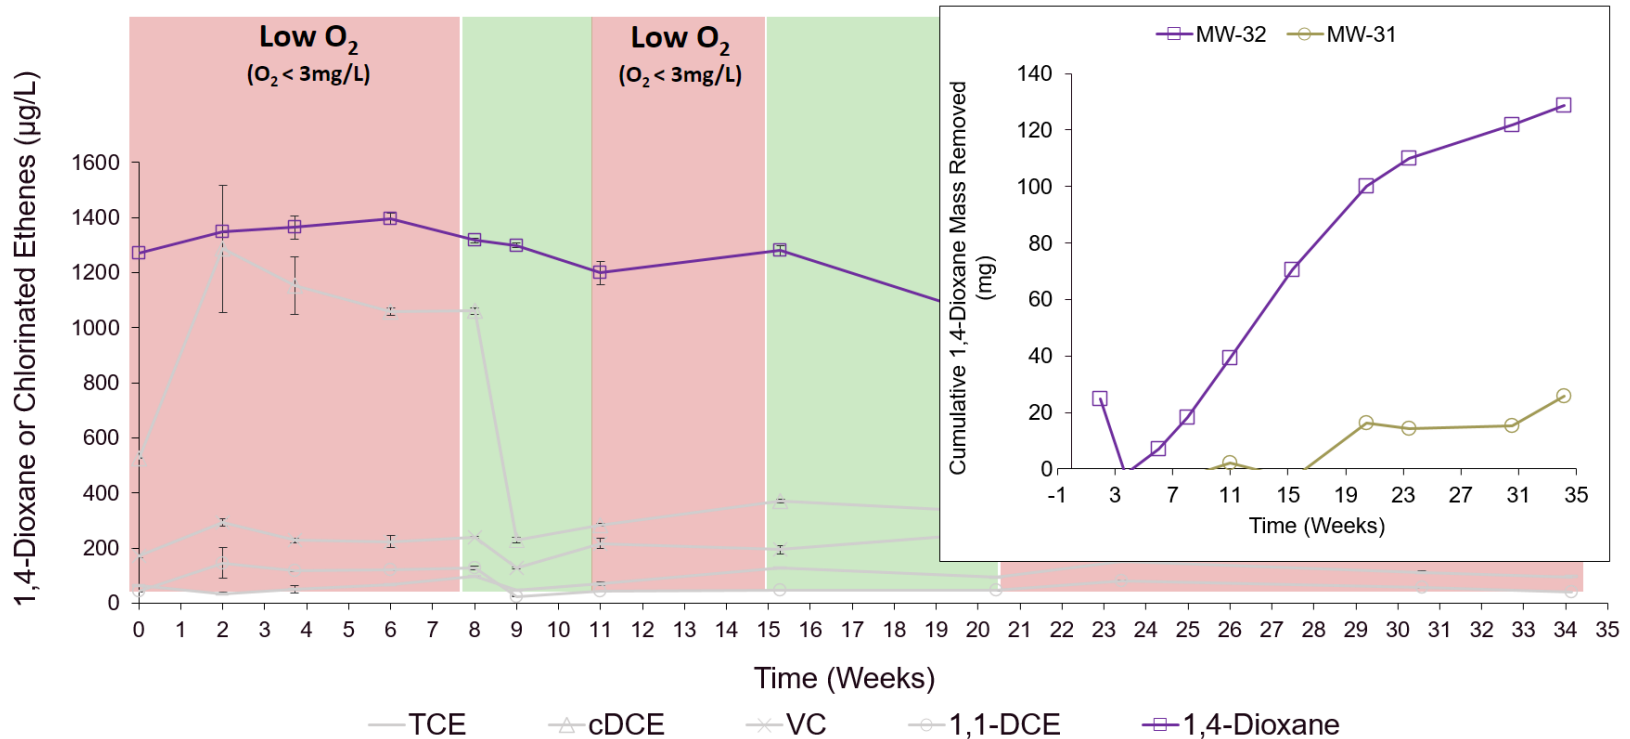 Low O₂
(O₂ < 3mg/L)
Low O₂
(O₂ < 3mg/L)
1,4-Dioxane or Chlorinated Ethenes (µg/L)
1600
1400
1200
1000
800
600
400
200
0
0 1 2 3 4 5 6 7 8 9 10 11 12 13 14 15 16 17 18 19 20 21 22 23 24 25 26 27 28 29 30 31 32 33 34 35
Time (Weeks)
TCE cDCE VC 1,1-DCE 1,4-Dioxane
MW-32 MW-31
Cumulative 1,4-Dioxane Mass Removed
(mg)
140
120
100
80
60
40
20
0
-1 3 7 11 15 19 23 27 31 35
Time (Weeks)